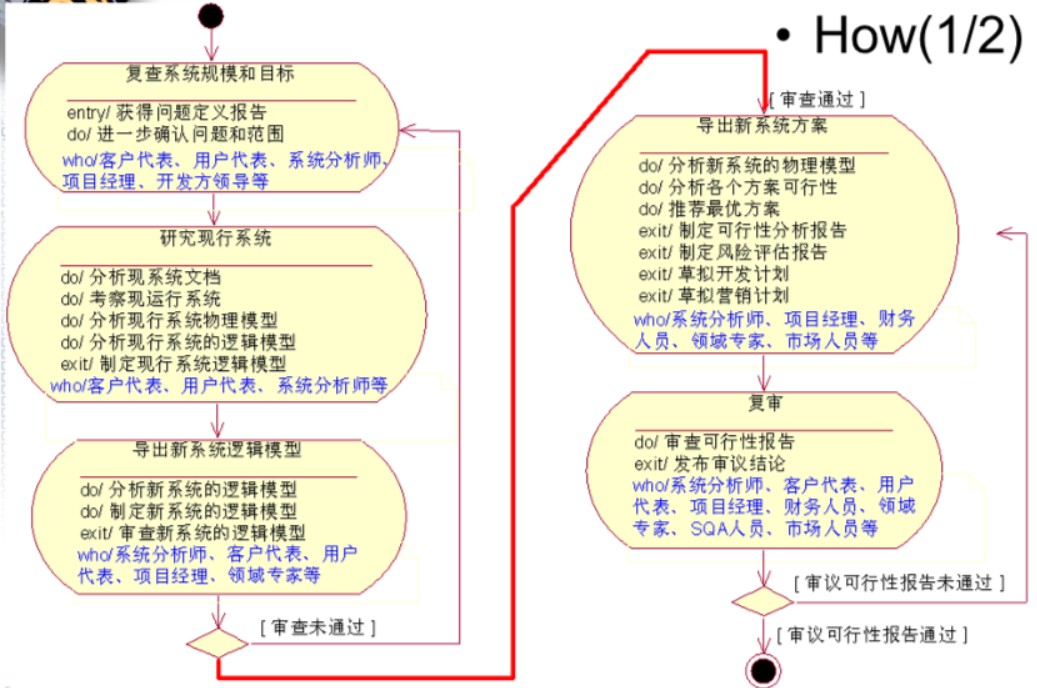 • How(1/2)
复查系统规模和目标
entry/ 获得问题定义报告
do/ 进一步确认问题和范围
who/客户代表、用户代表、系统分析师、
项目经理、开发方领导等
研究现行系统
do/ 分析现系统文档
do/ 考察现运行系统
do/ 分析现行系统物理模型
do/ 分析现行系统的逻辑模型
exit/ 制定现行系统逻辑模型
who/客户代表、用户代表、系统分析师等
导出新系统逻辑模型
do/ 分析新系统的逻辑模型
do/ 制定新系统的逻辑模型
exit/ 审查新系统的逻辑模型
who/系统分析师、客户代表、用户
代表、项目经理、领域专家等
[ 审查未通过 ]
[ 审查通过 ]
导出新系统方案
do/ 分析新系统的物理模型
do/ 分析各个方案可行性
do/ 推荐最优方案
exit/ 制定可行性分析报告
exit/ 制定风险评估报告
exit/ 草拟开发计划
exit/ 草拟营销计划
who/系统分析师、项目经理、财务
人员、领域专家、市场人员等
复审
do/ 审查可行性报告
exit/ 发布审议结论
who/系统分析师、客户代表、用户
代表、项目经理、财务人员、领域
专家、SQA人员、市场人员等
[ 审议可行性报告未通过 ]
[ 审议可行性报告通过 ]